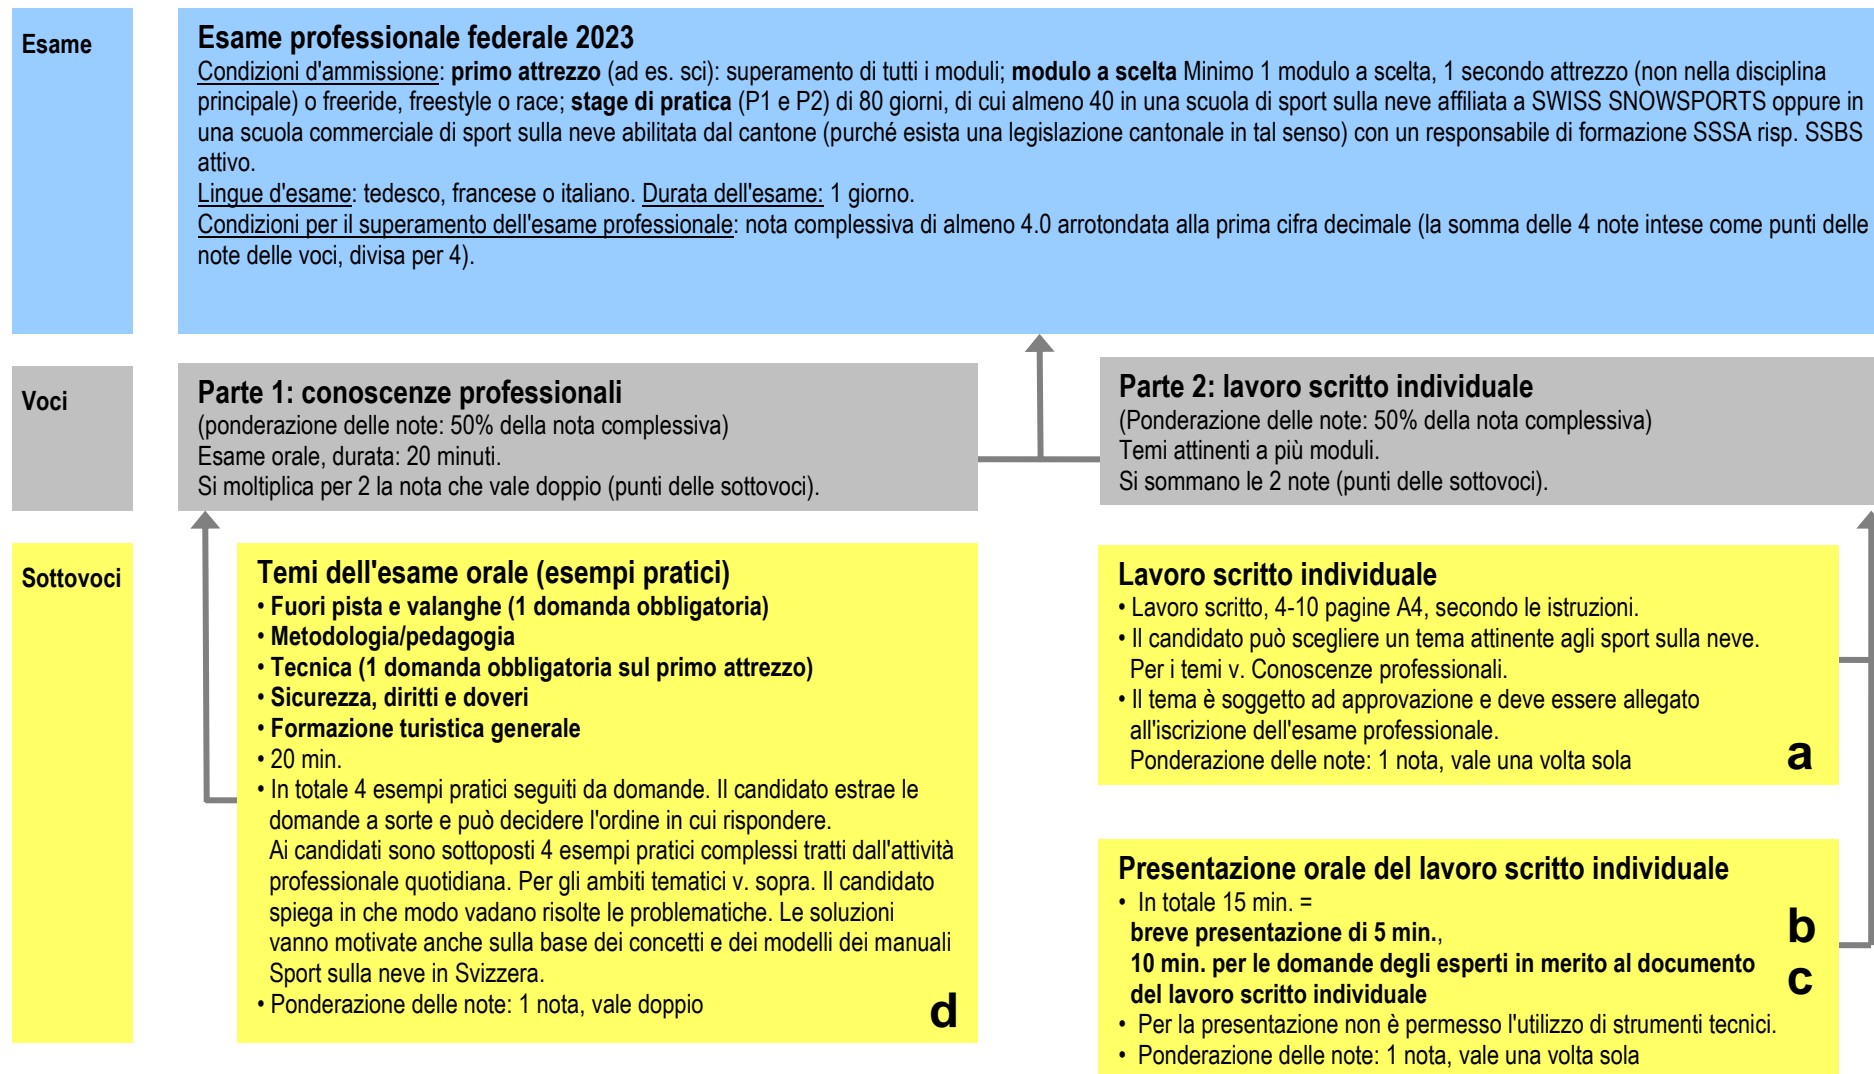 Esame
Esame professionale federale 2023
Condizioni d'ammissione: primo attrezzo (ad es. sci): superamento di tutti i moduli; modulo a scelta Minimo 1 modulo a scelta, 1 secondo attrezzo (non nella disciplina
principale) o freeride, freestyle o race; stage di pratica (P1 e P2) di 80 giorni, di cui almeno 40 in una scuola di sport sulla neve affiliata a SWISS SNOWSPORTS oppure in
una scuola commerciale di sport sulla neve abilitata dal cantone (purché esista una legislazione cantonale in tal senso) con un responsabile di formazione SSSA risp. SSBS
attivo.
Lingue d'esame: tedesco, francese o italiano. Durata dell'esame: 1 giorno.
Condizioni per il superamento dell'esame professionale: nota complessiva di almeno 4.0 arrotondata alla prima cifra decimale (la somma delle 4 note intese come punti delle
note delle voci, divisa per 4).
Voci
Parte 1: conoscenze professionali
(ponderazione delle note: 50% della nota complessiva)
Esame orale, durata: 20 minuti.
Si moltiplica per 2 la nota che vale doppio (punti delle sottovoci).
Parte 2: lavoro scritto individuale
(Ponderazione delle note: 50% della nota complessiva)
Temi attinenti a più moduli.
Si sommano le 2 note (punti delle sottovoci).
Sottovoci
Temi dell'esame orale (esempi pratici)
• Fuori pista e valanghe (1 domanda obbligatoria)
• Metodologia/pedagogia
• Tecnica (1 domanda obbligatoria sul primo attrezzo)
• Sicurezza, diritti e doveri
• Formazione turistica generale
• 20 min.
• In totale 4 esempi pratici seguiti da domande. Il candidato estrae le
domande a sorte e può decidere l'ordine in cui rispondere.
Ai candidati sono sottoposti 4 esempi pratici complessi tratti dall'attività
professionale quotidiana. Per gli ambiti tematici v. sopra. Il candidato
spiega in che modo vadano risolte le problematiche. Le soluzioni
vanno motivate anche sulla base dei concetti e dei modelli dei manuali
Sport sulla neve in Svizzera.
• Ponderazione delle note: 1 nota, vale doppio
d
Lavoro scritto individuale
• Lavoro scritto, 4-10 pagine A4, secondo le istruzioni.
• Il candidato può scegliere un tema attinente agli sport sulla neve.
Per i temi v. Conoscenze professionali.
• Il tema è soggetto ad approvazione e deve essere allegato
all'iscrizione dell'esame professionale.
Ponderazione delle note: 1 nota, vale una volta sola
a
Presentazione orale del lavoro scritto individuale
• In totale 15 min. =
breve presentazione di 5 min.,
b
10 min. per le domande degli esperti in merito al documento
del lavoro scritto individuale
c
• Per la presentazione non è permesso l'utilizzo di strumenti tecnici.
• Ponderazione delle note: 1 nota, vale una volta sola